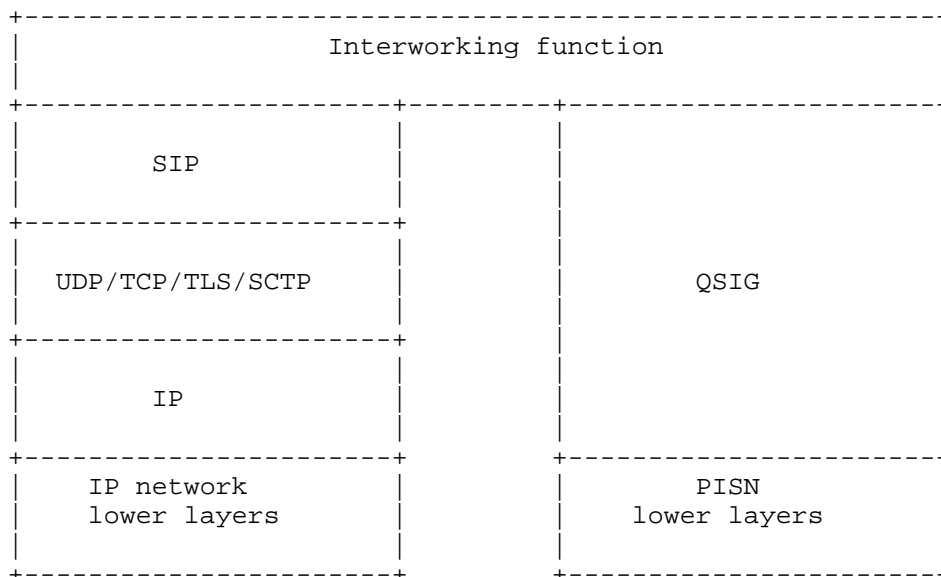 Interworking function
SIP
UDP/TCP/TLS/SCTP
QSIG
IP
IP network
lower layers
PISN
lower layers